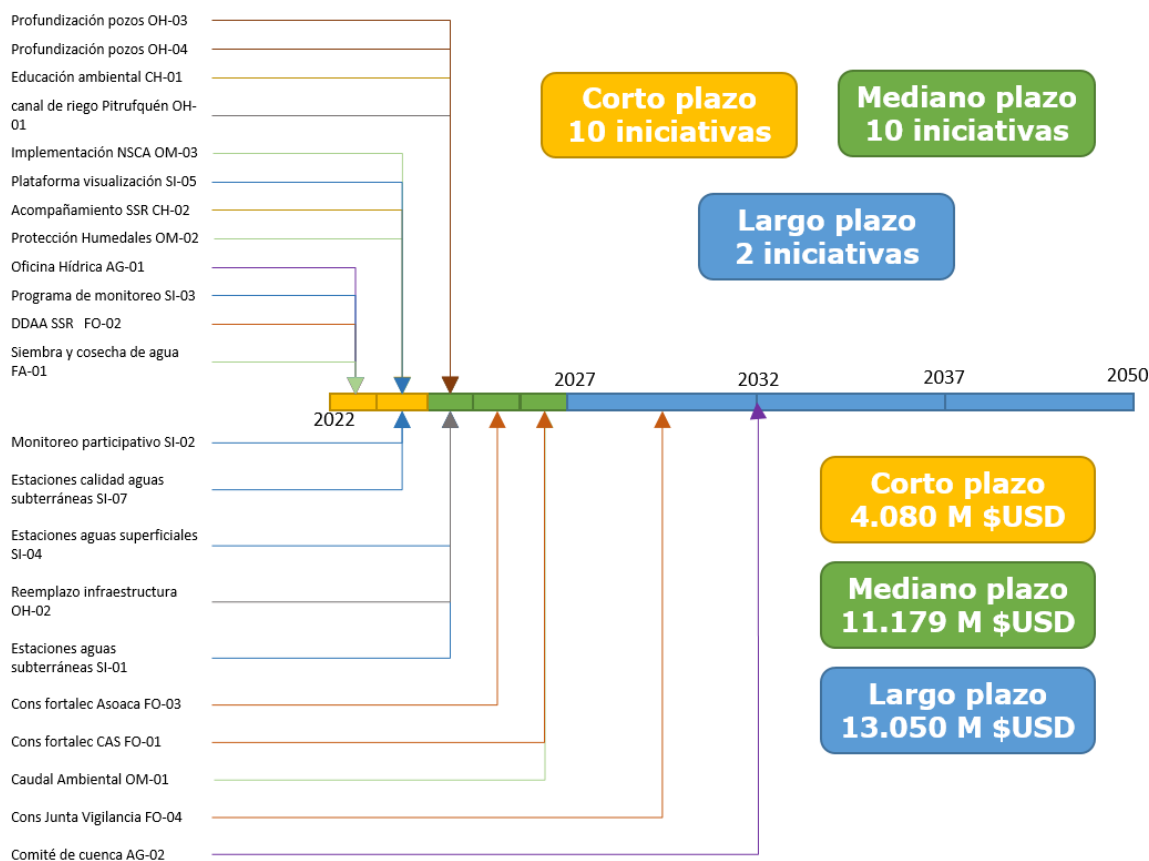 Profundización pozos OH-03
Profundización pozos OH-04
Educación ambiental CH-01
canal de riego Pitrufquén OH-
01
Implementación NSCA OM-03
Plataforma visualización SI-05
Acompañamiento SSR CH-02
Protección Humedales OM-02
Oficina Hídrica AG-01
Programa de monitoreo SI-03
DDAA SSR   FO-02
Siembra y cosecha de agua
FA-01
Corto plazo
10 iniciativas
Mediano plazo
10 iniciativas
Largo plazo
2 iniciativas
2022
2027
2032
2037
2050
Monitoreo participativo SI-02
Estaciones calidad aguas
subterráneas SI-07
Estaciones aguas superficiales
SI-04
Reemplazo infraestructura
OH-02
Estaciones aguas
subterráneas SI-01
Cons fortalec Asoaca FO-03
Cons fortalec CAS FO-01
Caudal Ambiental OM-01
Cons Junta Vigilancia FO-04
Comité de cuenca AG-02
Corto plazo
4.080 M $USD
Mediano plazo
11.179 M $USD
Largo plazo
13.050 M $USD